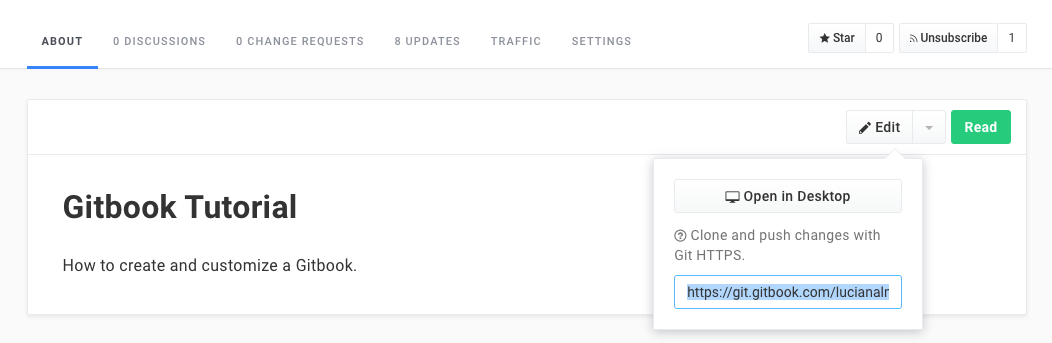 ABOUT 0 DISCUSSIONS 0 CHANGE REQUESTS 8 UPDATES TRAFFIC SETTINGS Star 0 Unsubscribe 1
Edit Read
Open in Desktop
Gitbook Tutorial
Clone and push changes with
Git HTTPS.
How to create and customize a Gitbook.
https://git.gitbook.com/lucianalr